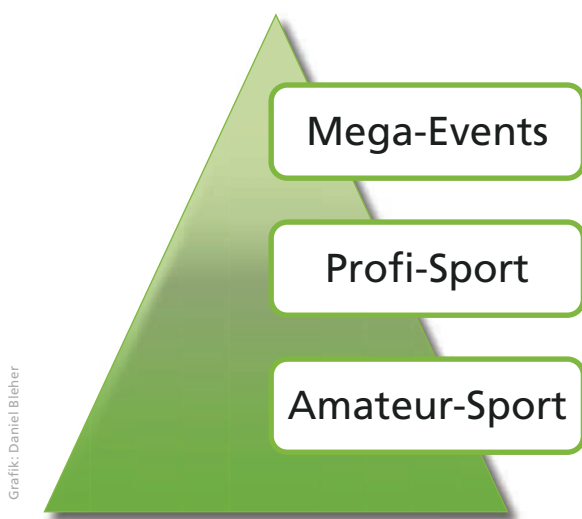 Mega-Events
Profi-Sport
Amateur-Sport
Grafik: Daniel Bleher